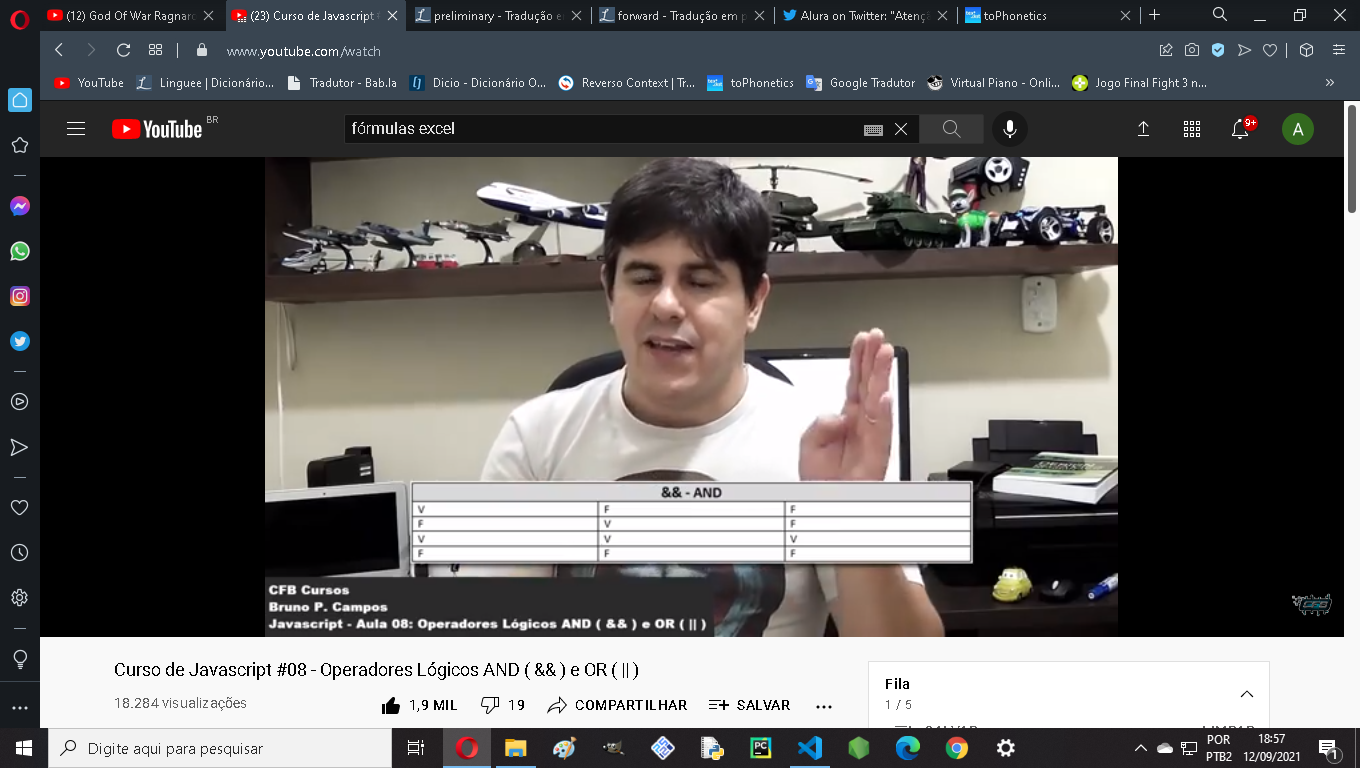 (12) God Of War Ragnaro
(23) Curso de Javascript #
preliminary - Tradução e
forward - Tradução em p
Alura on Twitter: "Atenç
toPhonetics
www.youtube.com/watch
YouTube
Linguee | Dicionário...
Tradutor - Bab.la
Dicio - Dicionário O...
Reverso Context | Tr...
toPhonetics
Google Tradutor
Virtual Piano - Onli...
Jogo Final Fight 3 n...
YouTube BR
fórmulas excel
9+
A
&& - AND
V F F
F V F
V V V
F F F
CFB Cursos
Bruno P. Campos
Javascript - Aula 08: Operadores Lógicos AND ( && ) e OR ( || )
Curso de Javascript #08 - Operadores Lógicos AND ( && ) e OR ( || )
18.284 visualizações
1,9 MIL
19
COMPARTILHAR
SALVAR
Fila
1 / 5
Digite aqui para pesquisar
POR
PTB2
18:57
12/09/2021
1